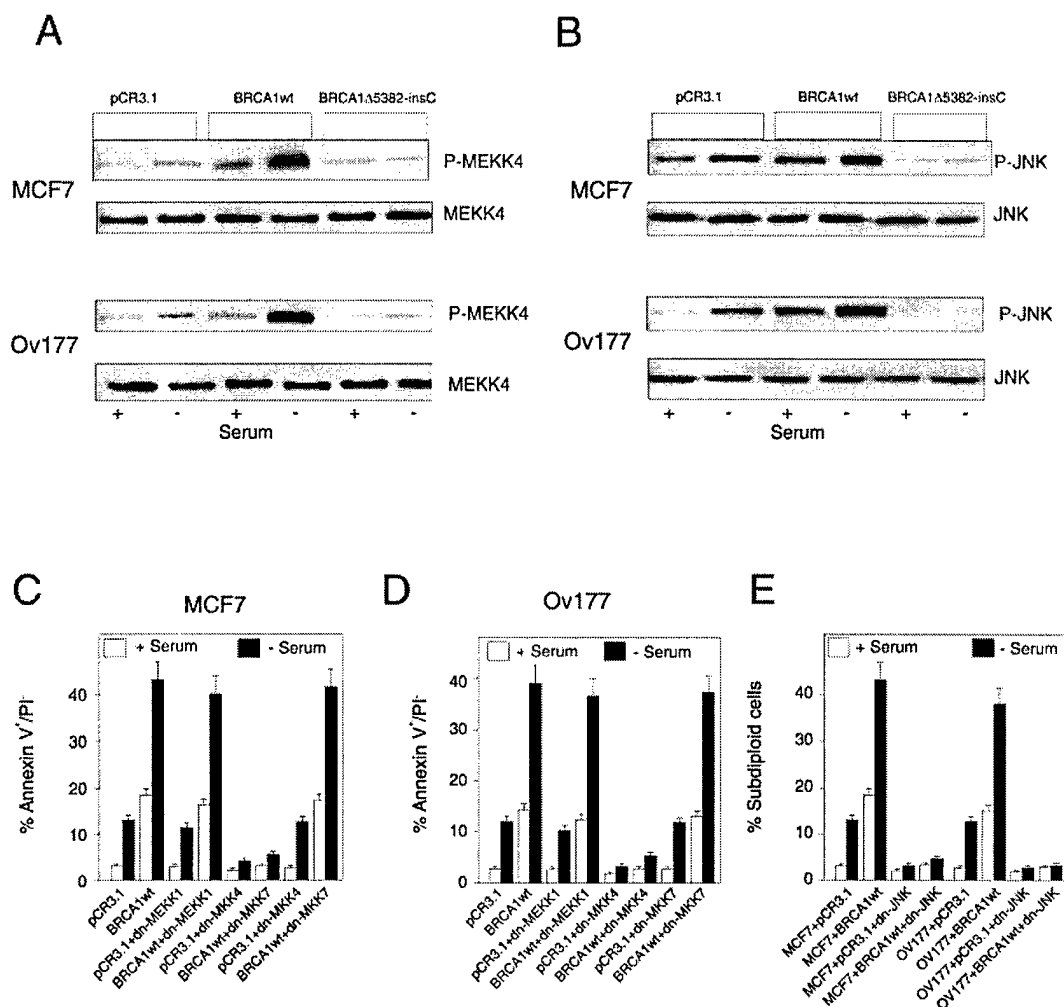 A
pCR3.1 BRCA1wt BRCA1Δ5382-insC
P-MEKK4
MCF7
MEKK4
P-MEKK4
Ov177
MEKK4
+ - + - + -
Serum
B
pCR3.1 BRCA1wt BRCA1Δ5382-insC
P-JNK
MCF7
JNK
P-JNK
Ov177
JNK
+ - + - + -
Serum
C
MCF7
+ Serum - Serum
% Annexin V+/PI-
40
30
20
10
0
pCR3.1
BRCA1wt
pCR3.1+dn-MEKK1
BRCA1wt+dn-MEKK1
pCR3.1+dn-MKK4
BRCA1wt+dn-MKK7
pCR3.1+dn-MKK4
BRCA1wt+dn-MKK7
D
Ov177
+ Serum - Serum
% Annexin V+/PI-
40
30
20
10
0
pCR3.1
BRCA1wt
pCR3.1+dn-MEKK1
BRCA1wt+dn-MEKK1
pCR3.1+dn-MKK4
BRCA1wt+dn-MKK4
pCR3.1+dn-MKK7
BRCA1wt+dn-MKK7
E
+ Serum - Serum
% Subdiploid cells
40
30
20
10
0
MCF7+pCR3.1
MCF7+BRCA1wt
MCF7+pCR3.1+dn-JNK
MCF7+BRCA1wt+dn-JNK
OV177+pCR3.1
OV177+BRCA1wt
OV177+pCR3.1+dn-JNK
OV177+BRCA1wt+dn-JNK